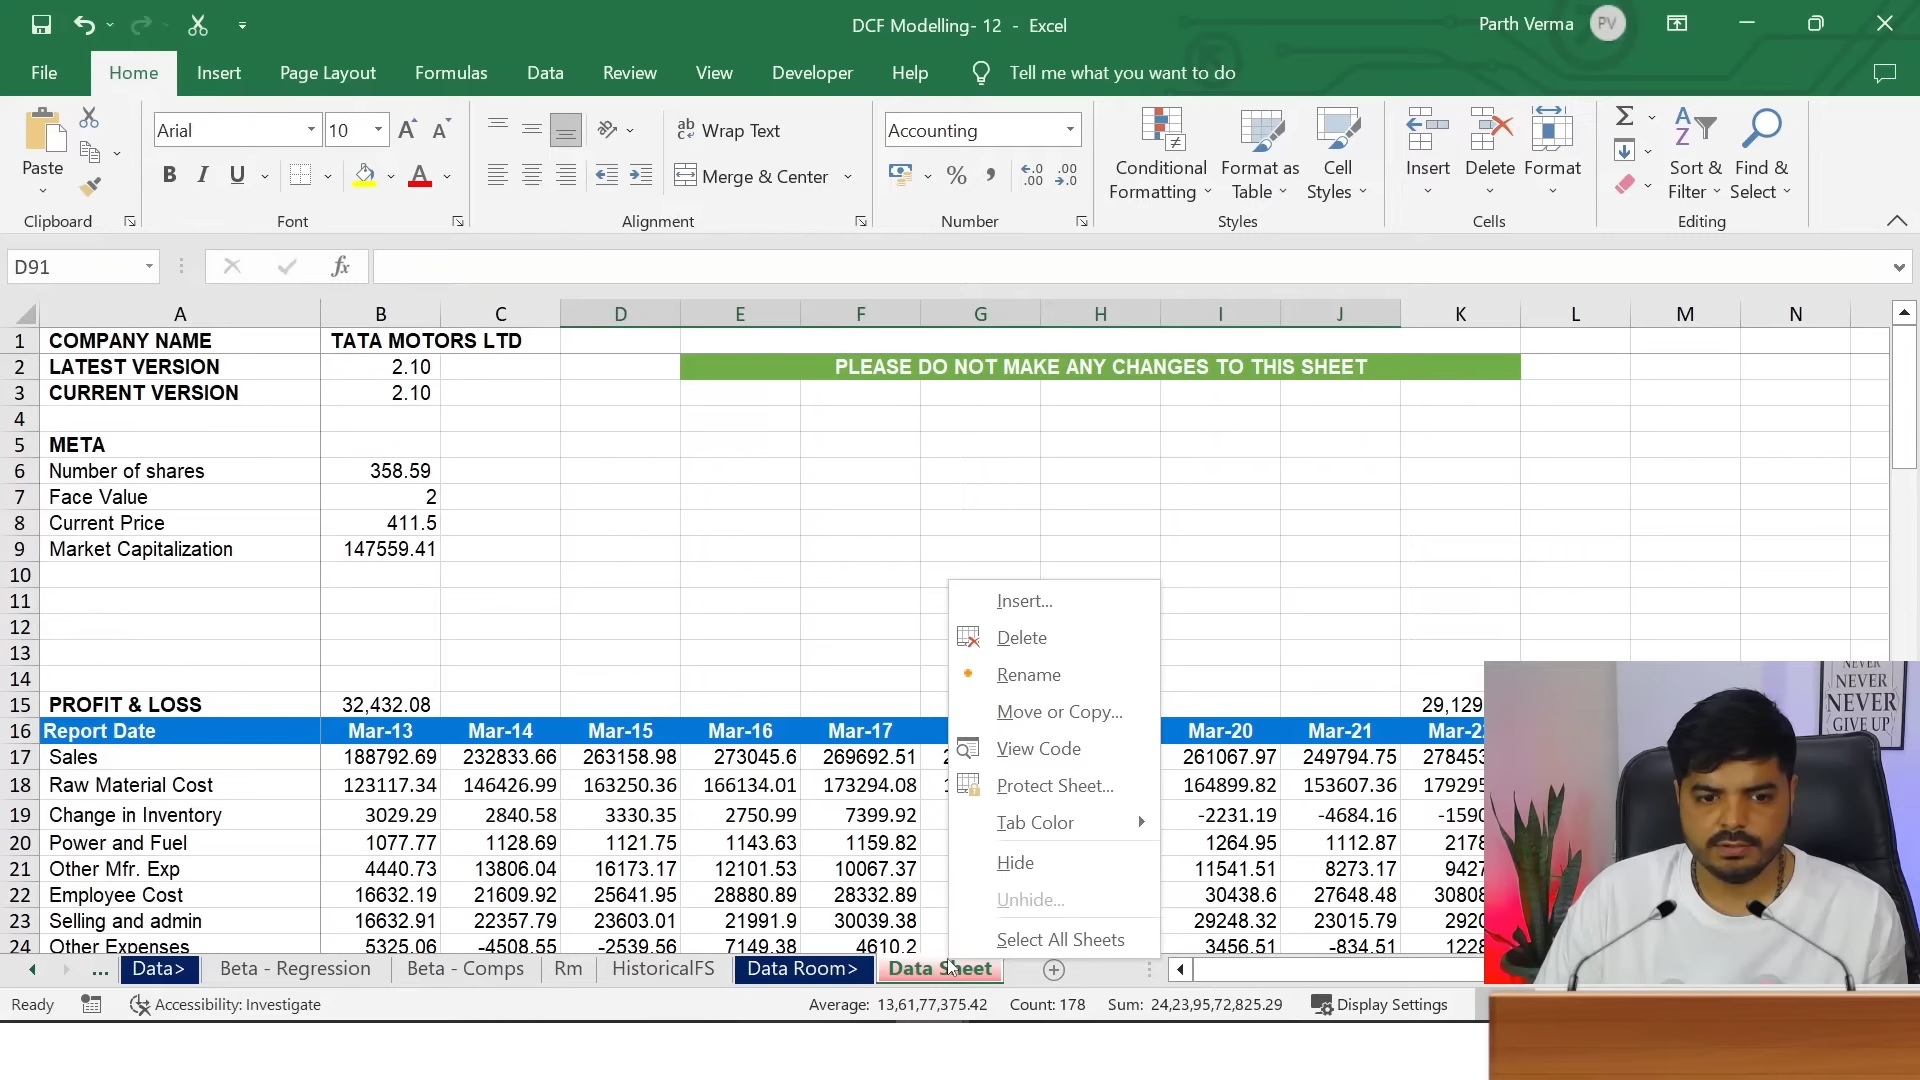 DCF Modelling- 12 - Excel
Parth Verma PV
File Home Insert Page Layout Formulas Data Review View Developer Help Tell me what you want to do
Arial 10 Wrap Text Accounting
Paste Merge & Center
Conditional Formatting Format as Table Cell Styles Insert Delete Format Sort & Filter Find & Select
Clipboard Font Alignment Number Styles Cells Editing
D91 fx
A B C D E F G H I J K L M N
1 COMPANY NAME TATA MOTORS LTD
2 LATEST VERSION 2.10 PLEASE DO NOT MAKE ANY CHANGES TO THIS SHEET
3 CURRENT VERSION 2.10
4
5 META
6 Number of shares 358.59
7 Face Value 2
8 Current Price 411.5
9 Market Capitalization 147559.41
10
11
12
13
14
15 PROFIT & LOSS 32,432.08 29,129
16 Report Date Mar-13 Mar-14 Mar-15 Mar-16 Mar-17 Mar-20 Mar-21
17 Sales 188792.69 232833.66 263158.98 273045.6 269692.51 261067.97 249794.75 278453
18 Raw Material Cost 123117.34 146426.99 163250.36 166134.01 173294.08 164899.82 153607.36 179295
19 Change in Inventory 3029.29 2840.58 3330.35 2750.99 7399.92 -2231.19 -4684.16 -1590
20 Power and Fuel 1077.77 1128.69 1121.75 1143.63 1159.82 1264.95 1112.87 2178
21 Other Mfr. Exp 4440.73 13806.04 16173.17 12101.53 10067.37 11541.51 8273.17 9427
22 Employee Cost 16632.19 21609.92 25641.95 28880.89 28332.89 30438.6 27648.48 30808
23 Selling and admin 16632.91 22357.79 23603.01 21991.9 30039.38 29248.32 23015.79 2920
24 Other Expenses 5325.06 -4508.55 -2539.56 7149.38 4610.2 3456.51 -834.51 1228
Insert...
Delete
Rename
Move or Copy...
View Code
Protect Sheet...
Tab Color
Hide
Unhide...
Select All Sheets
NEVER
NEVER
NEVER
GIVE UP
... Data> Beta - Regression Beta - Comps Rm HistoricalFS Data Room> Data Sheet
Ready Accessibility: Investigate Average: 13,61,77,375.42 Count: 178 Sum: 24,23,95,72,825.29 Display Settings